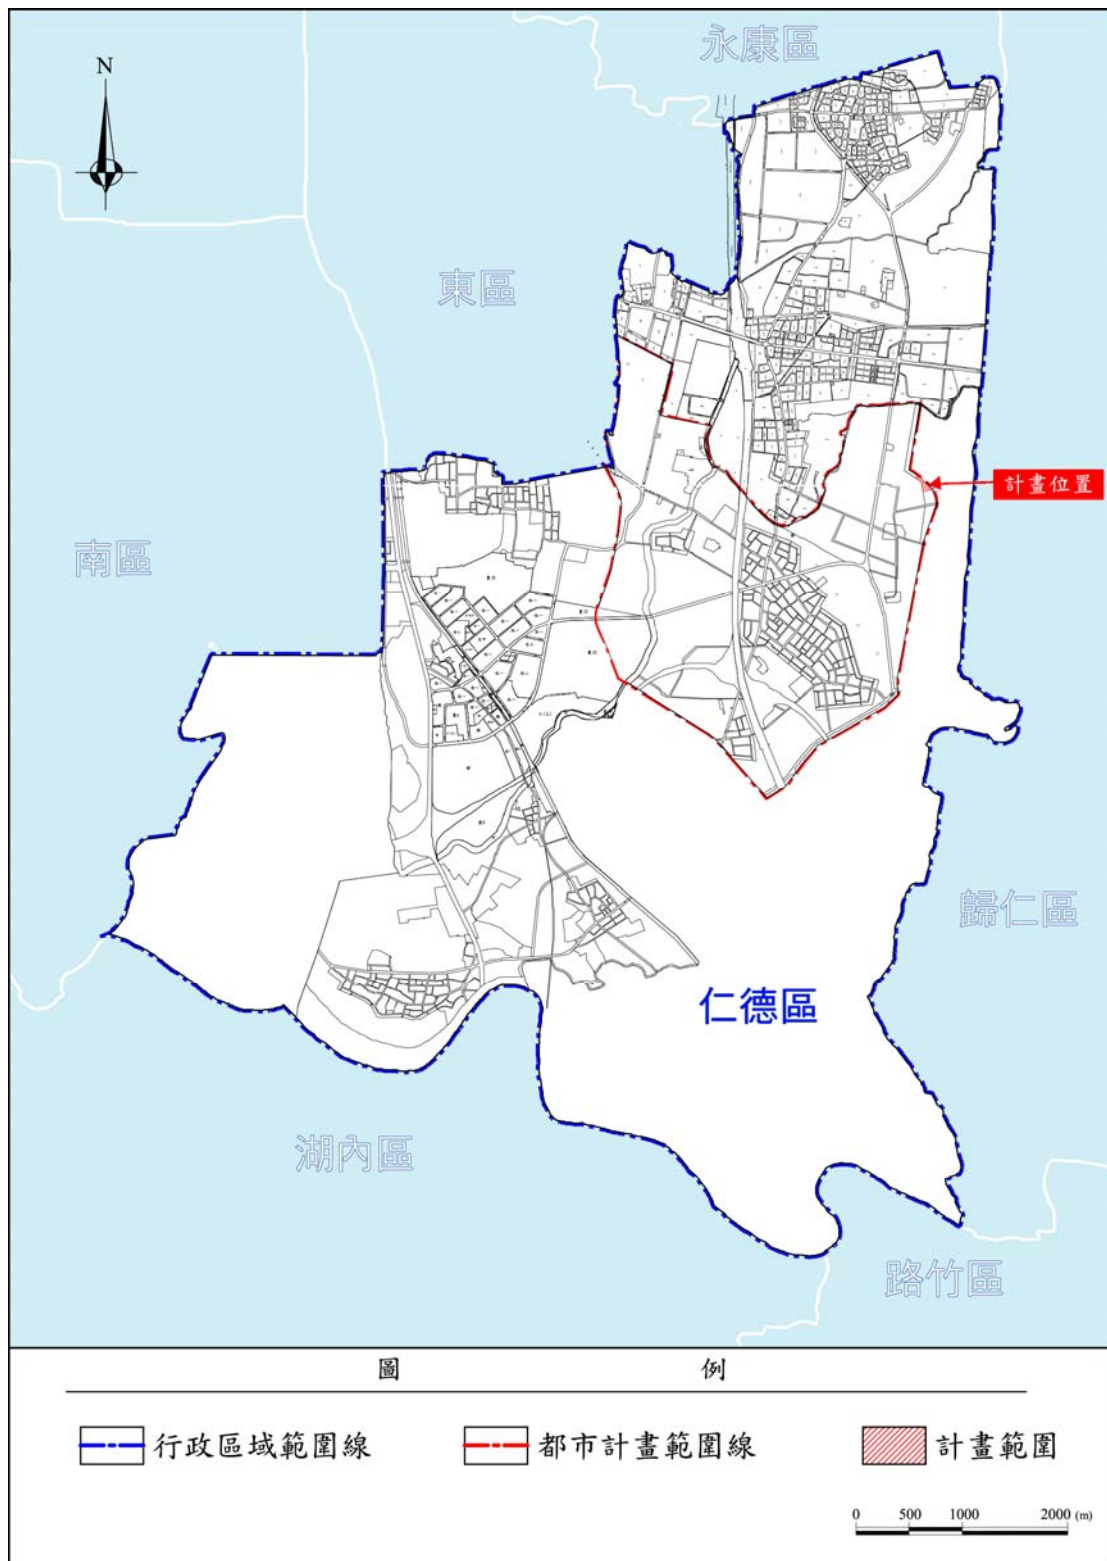 永康區
N
東區
計畫位置
南區
歸仁區
仁德區
湖內區
路竹區
圖 例
行政區域範圍線
都市計畫範圍線
計畫範圍
0 500 1000 2000 (m)